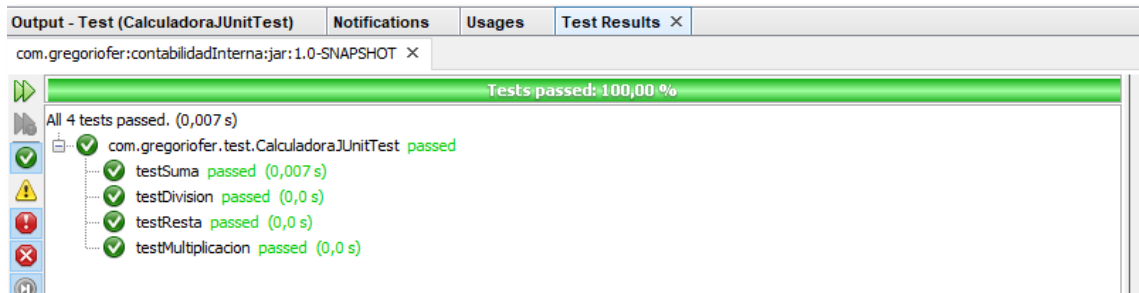 Output - Test (CalculadoraJUnitTest) Notifications Usages Test Results ×
com.gregoriofer:contabilidadInterna:jar:1.0-SNAPSHOT ×
Tests passed: 100,00 %
All 4 tests passed. (0,007 s)
com.gregoriofer.test.CalculadoraJUnitTest passed
testSuma passed (0,007 s)
testDivision passed (0,0 s)
testResta passed (0,0 s)
testMultiplicacion passed (0,0 s)